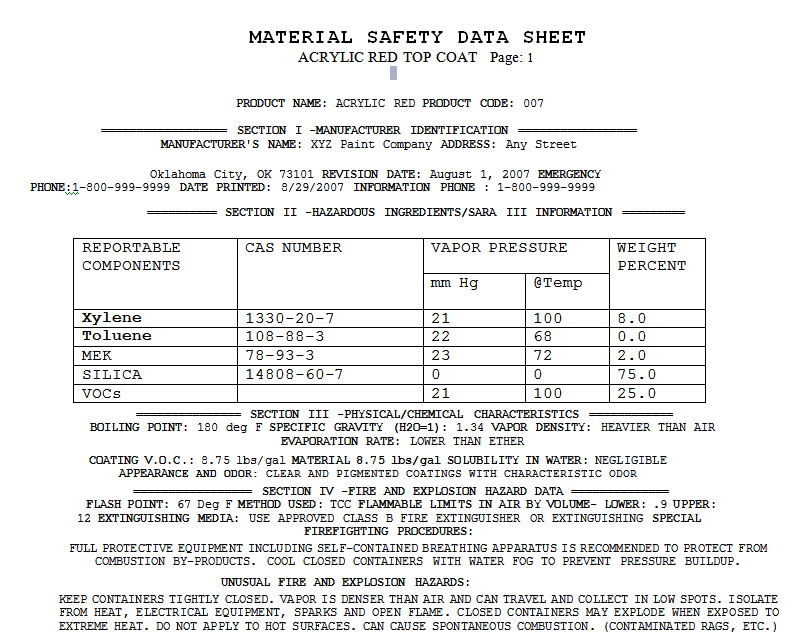 MATERIAL SAFETY DATA SHEET
ACRYLIC RED TOP COAT Page: 1
PRODUCT NAME: ACRYLIC RED PRODUCT CODE: 007
================== SECTION I -MANUFACTURER IDENTIFICATION =================
MANUFACTURER'S NAME: XYZ Paint Company ADDRESS: Any Street
Oklahoma City, OK 73101 REVISION DATE: August 1, 2007 EMERGENCY
PHONE:1-800-999-9999 DATE PRINTED: 8/29/2007 INFORMATION PHONE : 1-800-999-9999
========== SECTION II -HAZARDOUS INGREDIENTS/SARA III INFORMATION =========
REPORTABLE COMPONENTS CAS NUMBER VAPOR PRESSURE WEIGHT PERCENT
mm Hg @Temp
Xylene 1330-20-7 21 100 8.0
Toluene 108-88-3 22 68 0.0
MEK 78-93-3 23 72 2.0
SILICA 14808-60-7 0 0 75.0
VOCs 21 100 25.0
=============== SECTION III -PHYSICAL/CHEMICAL CHARACTERISTICS ============
BOILING POINT: 180 deg F SPECIFIC GRAVITY (H2O=1): 1.34 VAPOR DENSITY: HEAVIER THAN AIR
EVAPORATION RATE: LOWER THAN ETHER
COATING V.O.C.: 8.75 lbs/gal MATERIAL 8.75 lbs/gal SOLUBILITY IN WATER: NEGLIGIBLE
APPEARANCE AND ODOR: CLEAR AND PIGMENTED COATINGS WITH CHARACTERISTIC ODOR
================= SECTION IV -FIRE AND EXPLOSION HAZARD DATA ==============
FLASH POINT: 67 Deg F METHOD USED: TCC FLAMMABLE LIMITS IN AIR BY VOLUME- LOWER: .9 UPPER:
12 EXTINGUISHING MEDIA: USE APPROVED CLASS B FIRE EXTINGUISHER OR EXTINGUISHING SPECIAL
FIREFIGHTING PROCEDURES:
FULL PROTECTIVE EQUIPMENT INCLUDING SELF-CONTAINED BREATHING APPARATUS IS RECOMMENDED TO PROTECT FROM
COMBUSTION BY-PRODUCTS. COOL CLOSED CONTAINERS WITH WATER FOG TO PREVENT PRESSURE BUILDUP.
UNUSUAL FIRE AND EXPLOSION HAZARDS:
KEEP CONTAINERS TIGHTLY CLOSED. VAPOR IS DENSER THAN AIR AND CAN TRAVEL AND COLLECT IN LOW SPOTS. ISOLATE
FROM HEAT, ELECTRICAL EQUIPMENT, SPARKS AND OPEN FLAME. CLOSED CONTAINERS MAY EXPLODE WHEN EXPOSED TO
EXTREME HEAT. DO NOT APPLY TO HOT SURFACES. CAN CAUSE SPONTANEOUS COMBUSTION. (CONTAMINATED RAGS, ETC.)